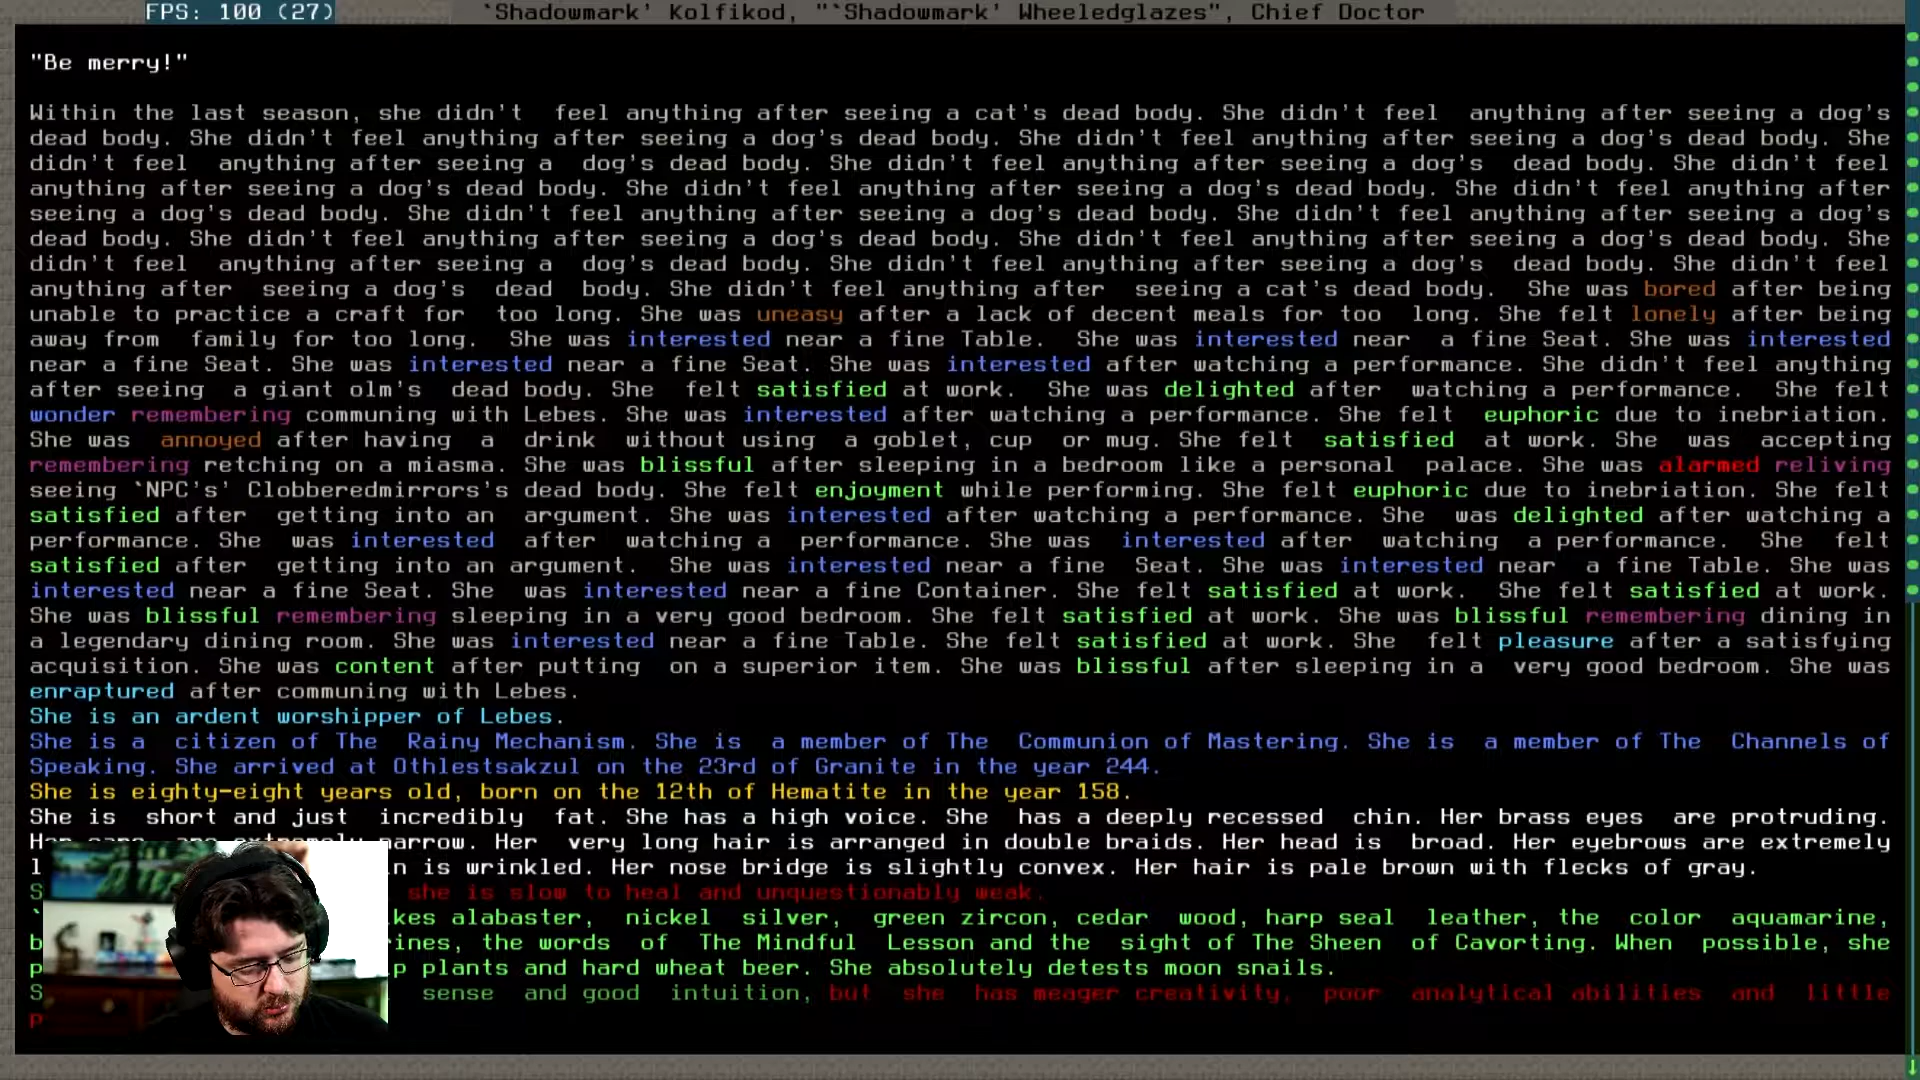 FPS: 100 (27) `Shadowmark' Kolfikod, "`Shadowmark' Wheeledglazes", Chief Doctor
"Be merry!"
Within the last season, she didn't feel anything after seeing a cat's dead body. She didn't feel anything after seeing a dog's
dead body. She didn't feel anything after seeing a dog's dead body. She didn't feel anything after seeing a dog's dead body. She
didn't feel anything after seeing a dog's dead body. She didn't feel anything after seeing a dog's dead body. She didn't feel
anything after seeing a dog's dead body. She didn't feel anything after seeing a dog's dead body. She didn't feel anything after
seeing a dog's dead body. She didn't feel anything after seeing a dog's dead body. She didn't feel anything after seeing a dog's
dead body. She didn't feel anything after seeing a dog's dead body. She didn't feel anything after seeing a dog's dead body. She
didn't feel anything after seeing a dog's dead body. She didn't feel anything after seeing a dog's dead body. She didn't feel
anything after seeing a dog's dead body. She didn't feel anything after seeing a cat's dead body. She was bored after being
unable to practice a craft for too long. She was uneasy after a lack of decent meals for too long. She felt lonely after being
away from family for too long. She was interested near a fine Table. She was interested near a fine Seat. She was interested
near a fine Seat. She was interested near a fine Seat. She was interested after watching a performance. She didn't feel anything
after seeing a giant olm's dead body. She felt satisfied at work. She was delighted after watching a performance. She felt
wonder remembering communing with Lebes. She was interested after watching a performance. She felt euphoric due to inebriation.
She was annoyed after having a drink without using a goblet, cup or mug. She felt satisfied at work. She was accepting
remembering retching on a miasma. She was blissful after sleeping in a bedroom like a personal palace. She was alarmed reliving
seeing `NPC's' Clobberedmirrors's dead body. She felt enjoyment while performing. She felt euphoric due to inebriation. She felt
satisfied after getting into an argument. She was interested after watching a performance. She was delighted after watching a
performance. She was interested after watching a performance. She was interested after watching a performance. She felt
satisfied after getting into an argument. She was interested near a fine Seat. She was interested near a fine Table. She was
interested near a fine Seat. She was interested near a fine Container. She felt satisfied at work. She felt satisfied at work.
She was blissful remembering sleeping in a very good bedroom. She felt satisfied at work. She was blissful remembering dining in
a legendary dining room. She was interested near a fine Table. She felt satisfied at work. She felt pleasure after a satisfying
acquisition. She was content after putting on a superior item. She was blissful after sleeping in a very good bedroom. She was
enraptured after communing with Lebes.
She is an ardent worshipper of Lebes.
She is a citizen of The Rainy Mechanism. She is a member of The Communion of Mastering. She is a member of The Channels of
Speaking. She arrived at Othlestsakzul on the 23rd of Granite in the year 244.
She is eighty-eight years old, born on the 12th of Hematite in the year 158.
She is short and just incredibly fat. She has a high voice. She has a deeply recessed chin. Her brass eyes are protruding.
Her ears are extremely narrow. Her very long hair is arranged in double braids. Her head is broad. Her eyebrows are extremely
is wrinkled. Her nose bridge is slightly convex. Her hair is pale brown with flecks of gray.
she is slow to heal and unquestionably weak.
alabaster, nickel silver, green zircon, cedar wood, harp seal leather, the color aquamarine,
the words of The Mindful Lesson and the sight of The Sheen of Cavorting. When possible, she
plants and hard wheat beer. She absolutely detests moon snails.
sense and good intuition, but she has meager creativity, poor analytical abilities and little